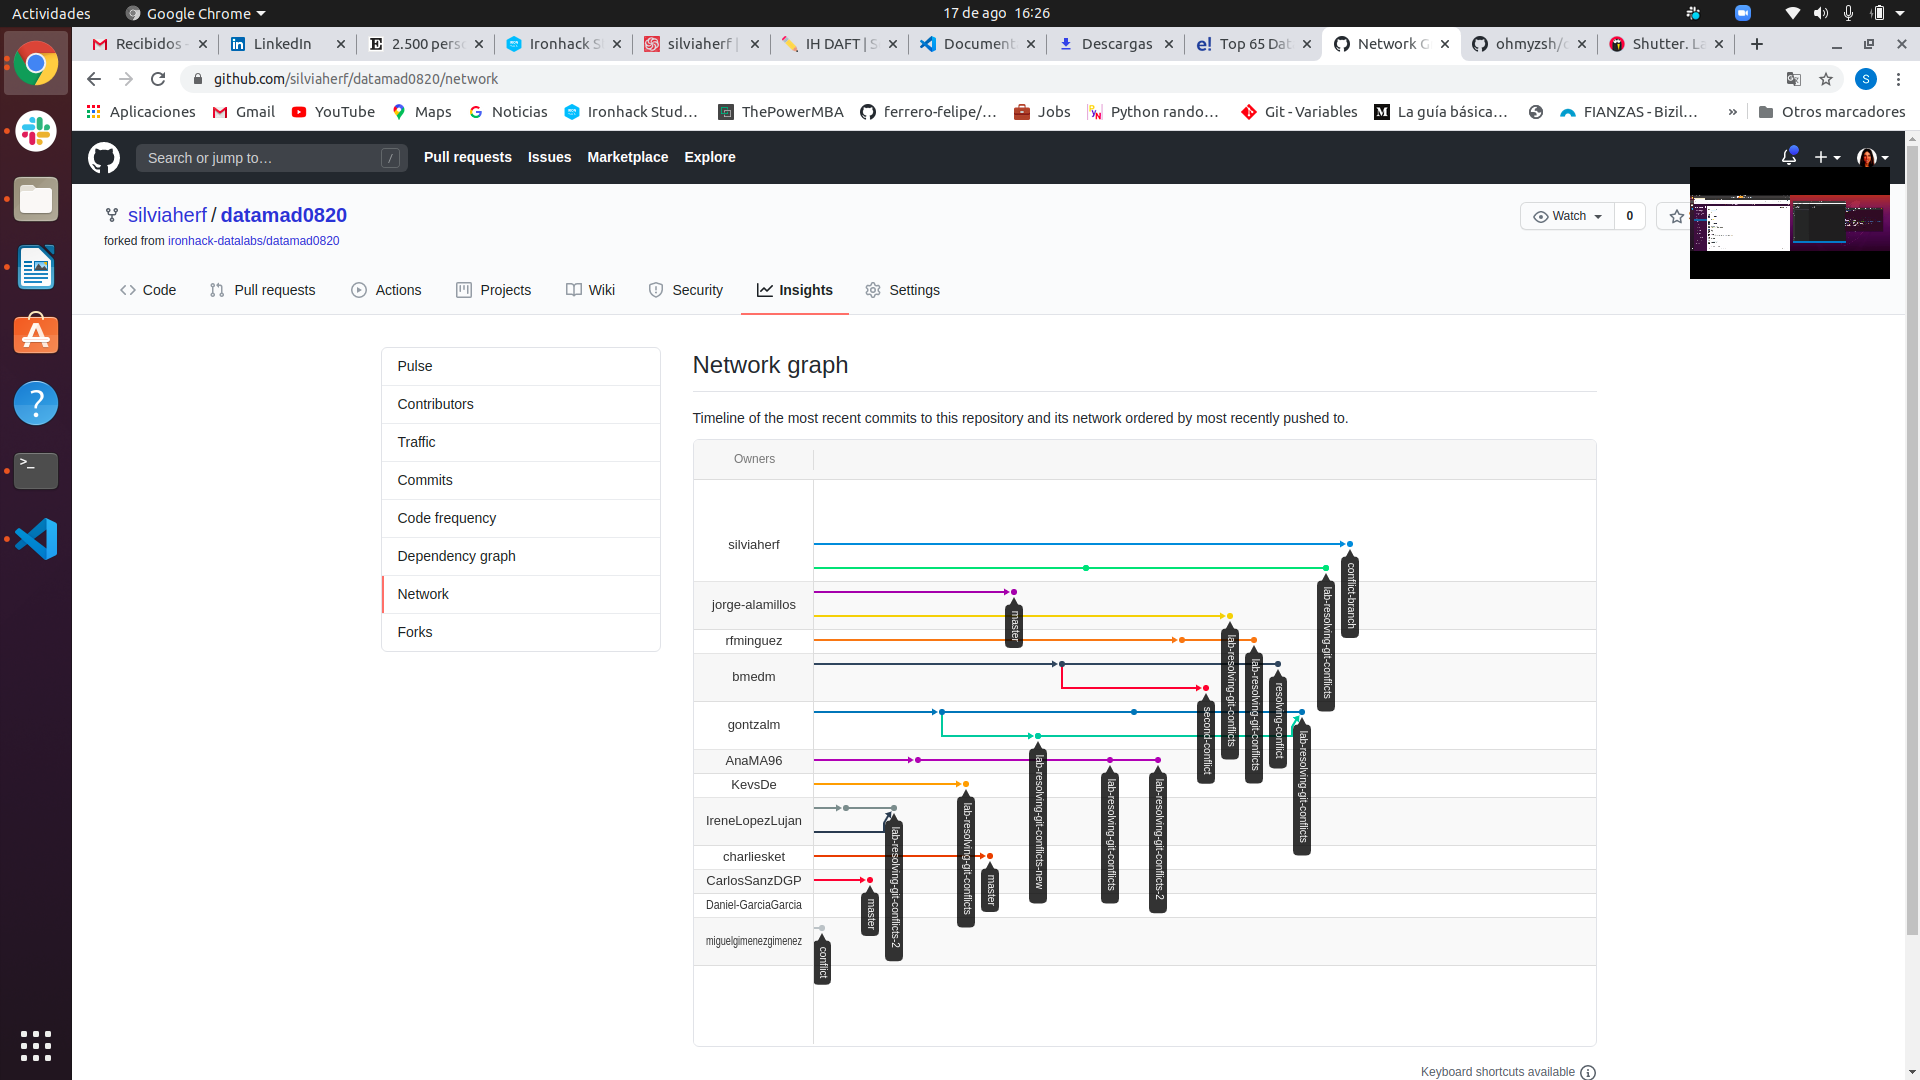 Actividades
Google Chrome
17 de ago 16:26
Recibidos -
LinkedIn
2.500 perso
Ironhack S
silviaherf |
IH DAFT | S
Document
Descargas
Top 65 Dat
Network G
ohmyzsh/o
Shutter. La
github.com/silviaherf/datamad0820/network
S
Aplicaciones
Gmail
YouTube
Maps
Noticias
Ironhack Stud…
ThePowerMBA
ferrero-felipe/…
Jobs
Python rando…
Git - Variables
La guía básica…
FIANZAS - Bizil…
»
Otros marcadores
Search or jump to…
/
Pull requests
Issues
Marketplace
Explore
silviaherf / datamad0820
forked from ironhack-datalabs/datamad0820
Watch
0
Code
Pull requests
Actions
Projects
Wiki
Security
Insights
Settings
Pulse
Contributors
Traffic
Commits
Code frequency
Dependency graph
Network
Forks
Network graph
Timeline of the most recent commits to this repository and its network ordered by most recently pushed to.
Owners
silviaherf
jorge-alamillos
rfminguez
bmedm
gontzalm
AnaMA96
KevsDe
IreneLopezLujan
charliesket
CarlosSanzDGP
Daniel-GarciaGarcia
miguelgimenezgimenez
conflict-branch
lab-resolving-git-conflicts
master
lab-resolving-git-conflicts
lab-resolving-git-conflicts
resolving-conflict
second-conflict
lab-resolving-git-conflicts
lab-resolving-git-conflicts-new
lab-resolving-git-conflicts
lab-resolving-git-conflicts-2
lab-resolving-git-conflicts
lab-resolving-git-conflicts-2
master
master
conflict
Keyboard shortcuts available